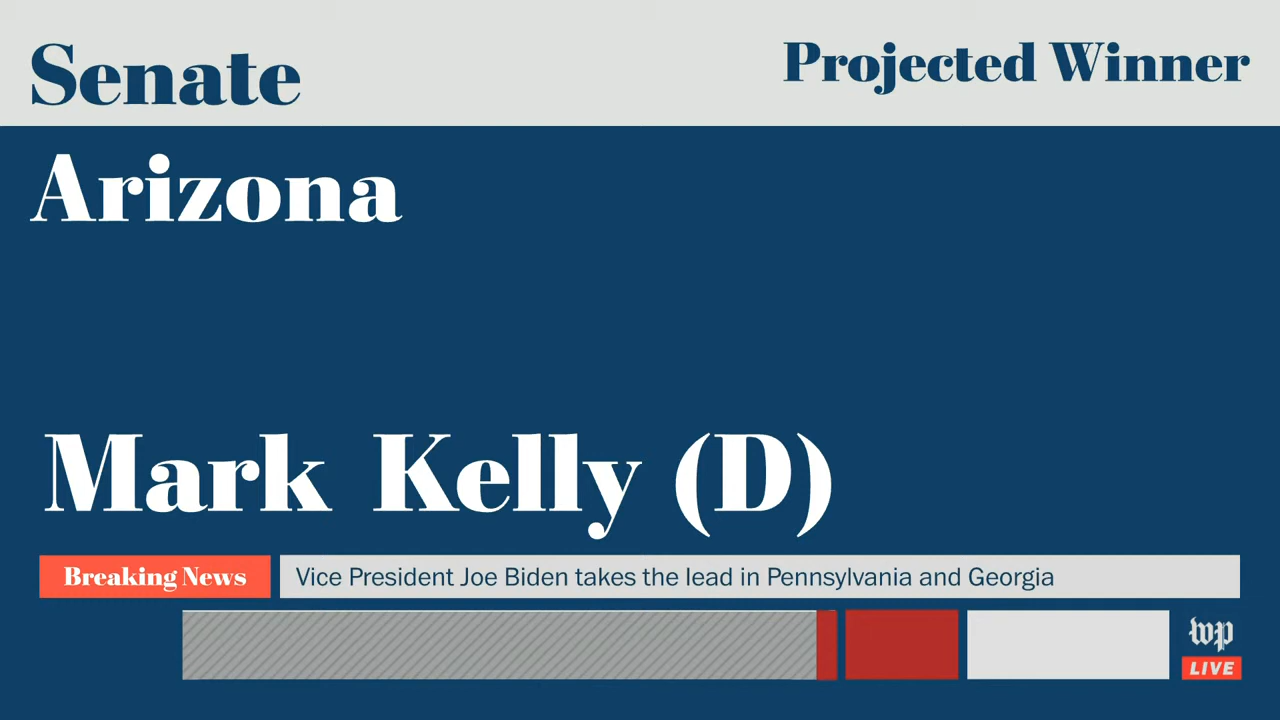 Senate
Projected Winner
Arizona
Mark Kelly (D)
Breaking News
Vice President Joe Biden takes the lead in Pennsylvania and Georgia
wp
LIVE